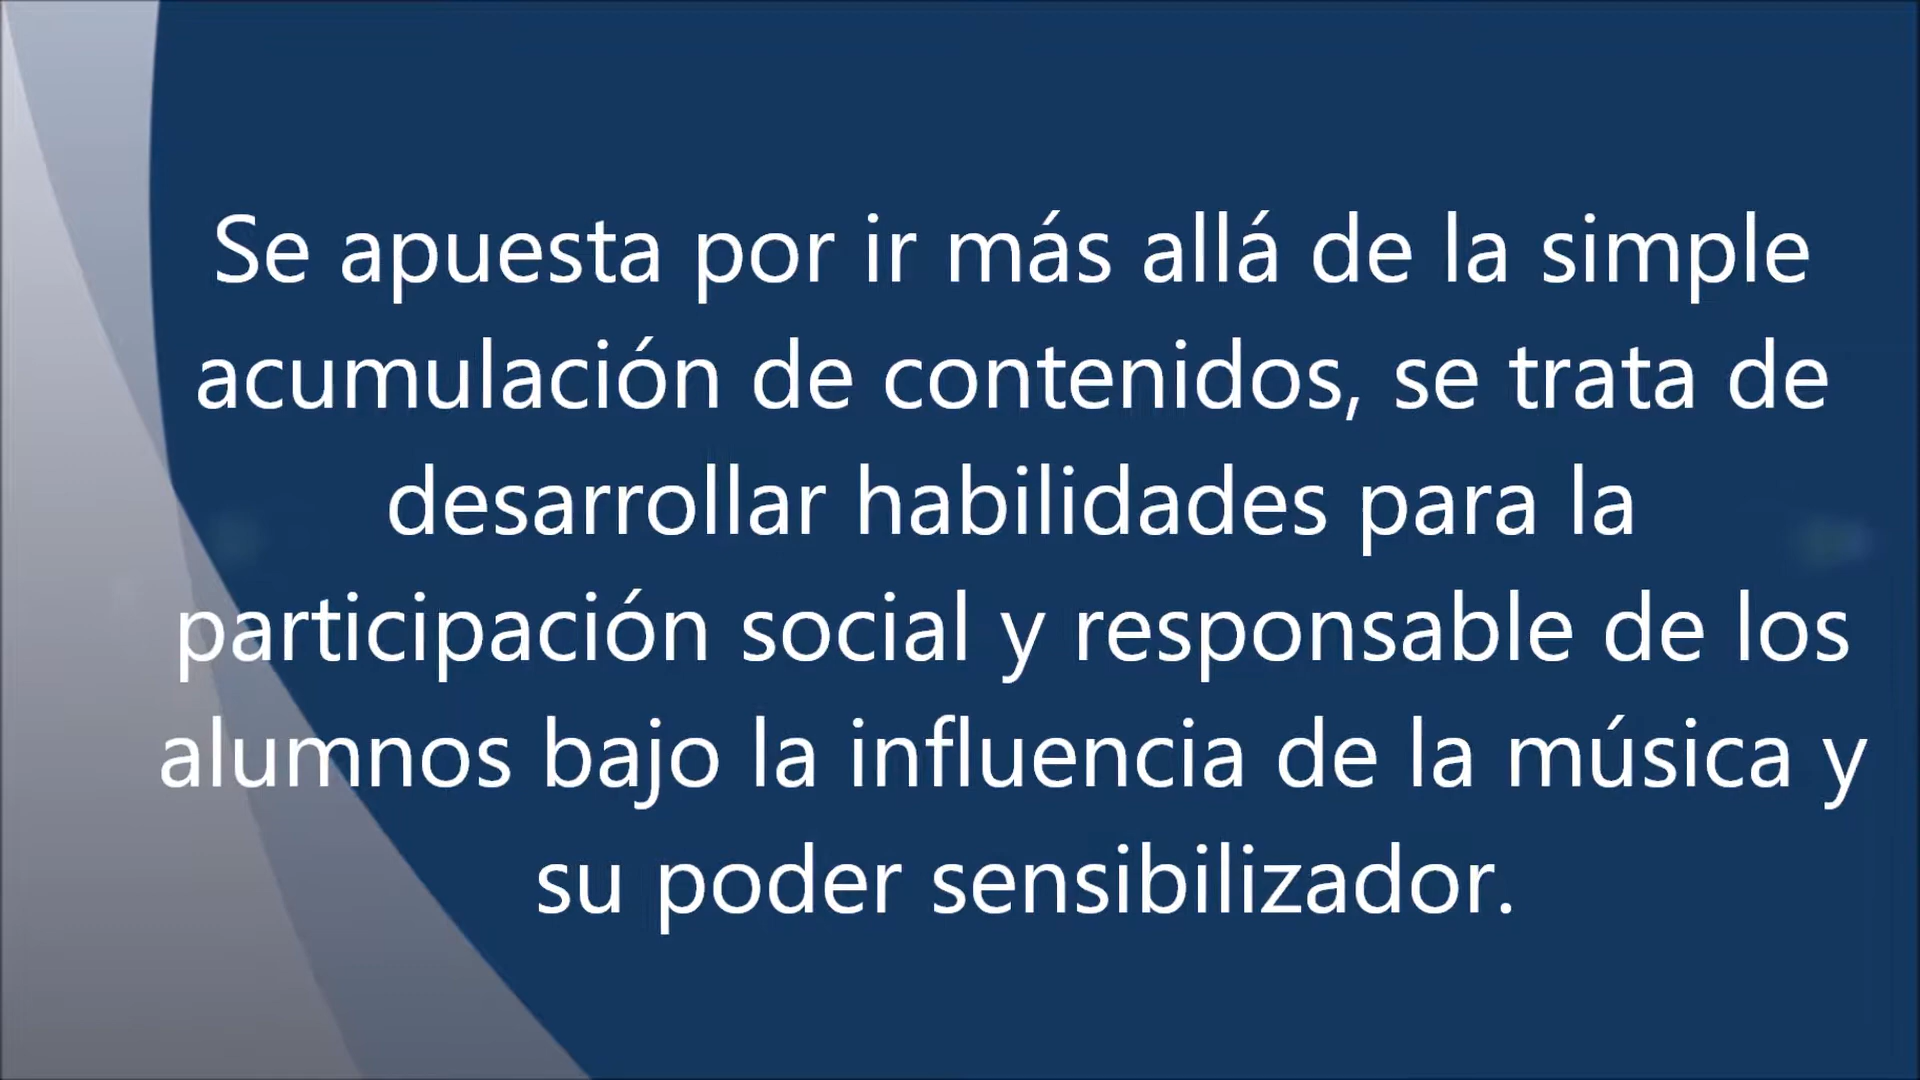 Se apuesta por ir más allá de la simple
acumulación de contenidos, se trata de
desarrollar habilidades para la
participación social y responsable de los
alumnos bajo la influencia de la música y
su poder sensibilizador.